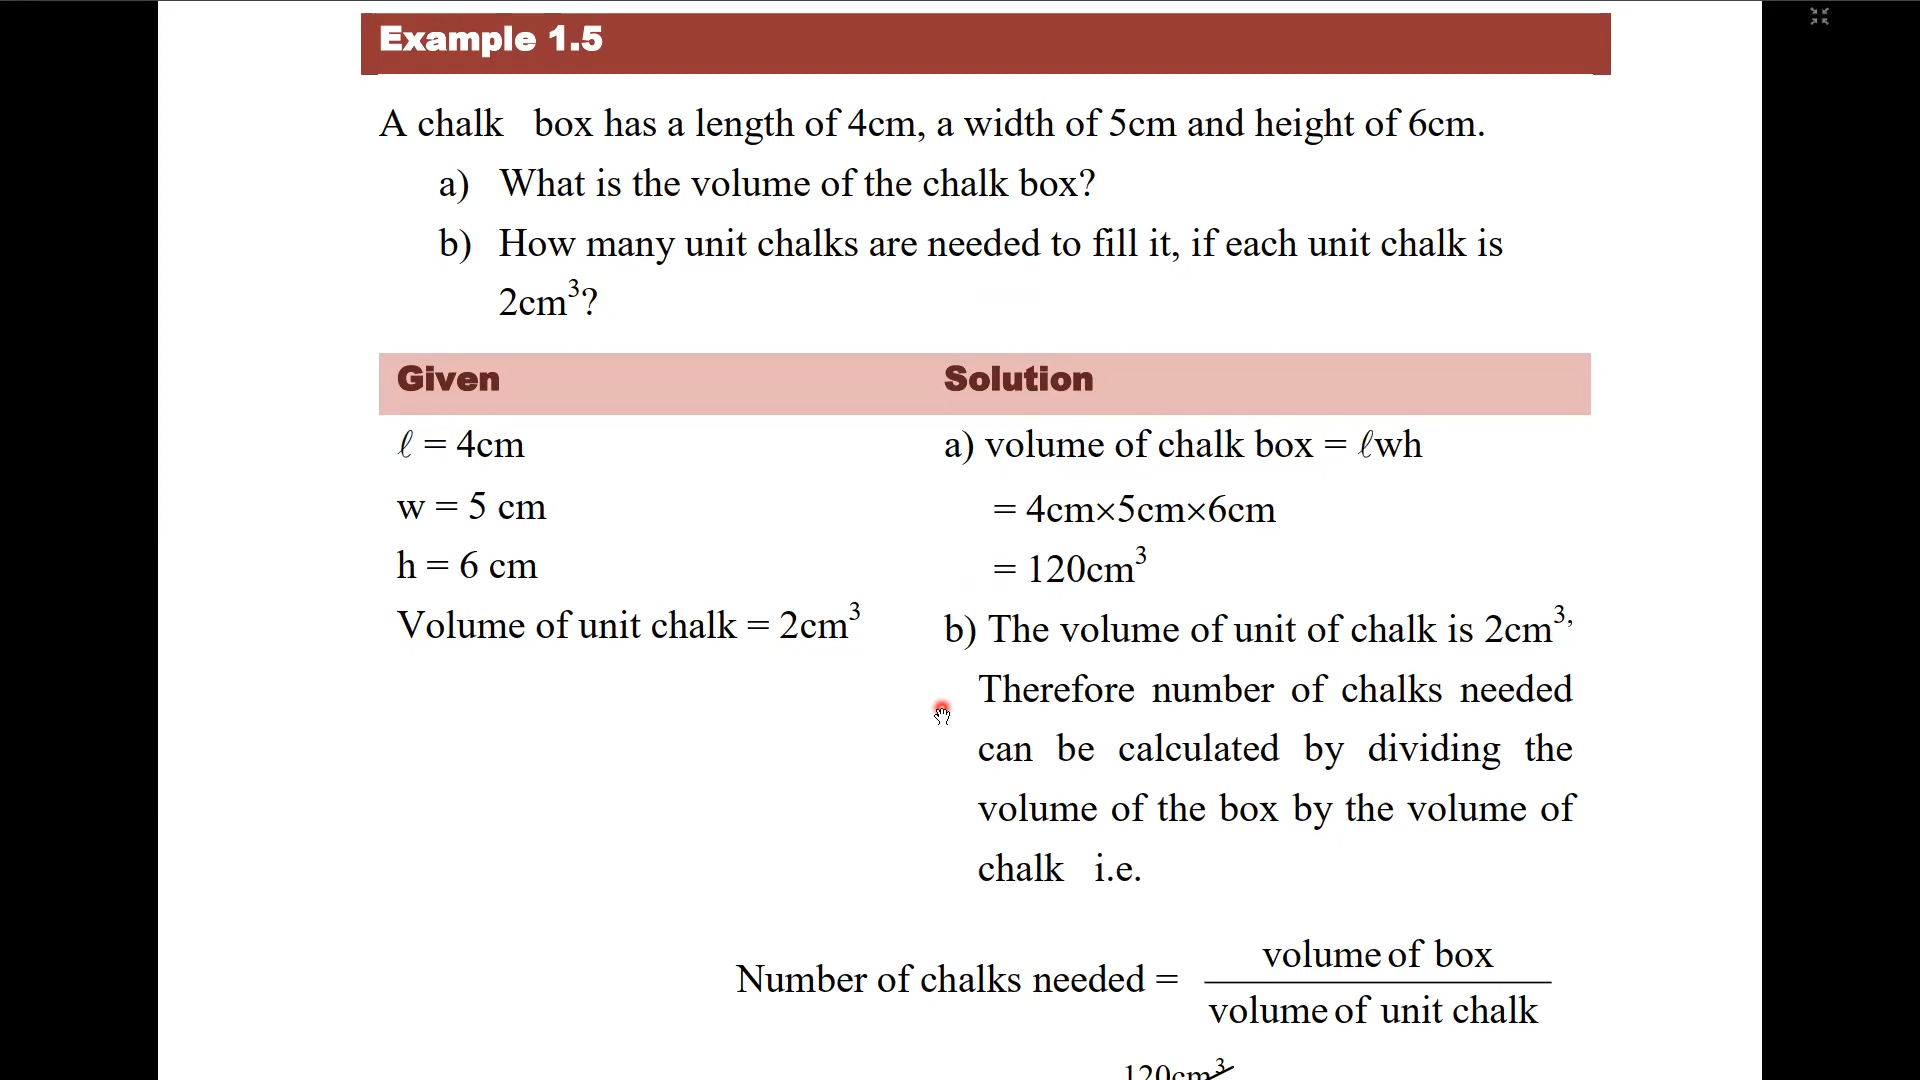 Example 1.5
A chalk box has a length of 4cm, a width of 5cm and height of 6cm.
a) What is the volume of the chalk box?
b) How many unit chalks are needed to fill it, if each unit chalk is
2cm³?
Given Solution
ℓ = 4cm
a) volume of chalk box = ℓwh
w = 5 cm
= 4cm×5cm×6cm
h = 6 cm
= 120cm³
Volume of unit chalk = 2cm³
b) The volume of unit of chalk is 2cm³,
Therefore number of chalks needed
can be calculated by dividing the
volume of the box by the volume of
chalk i.e.
Number of chalks needed = volume of box
volume of unit chalk
120cm³